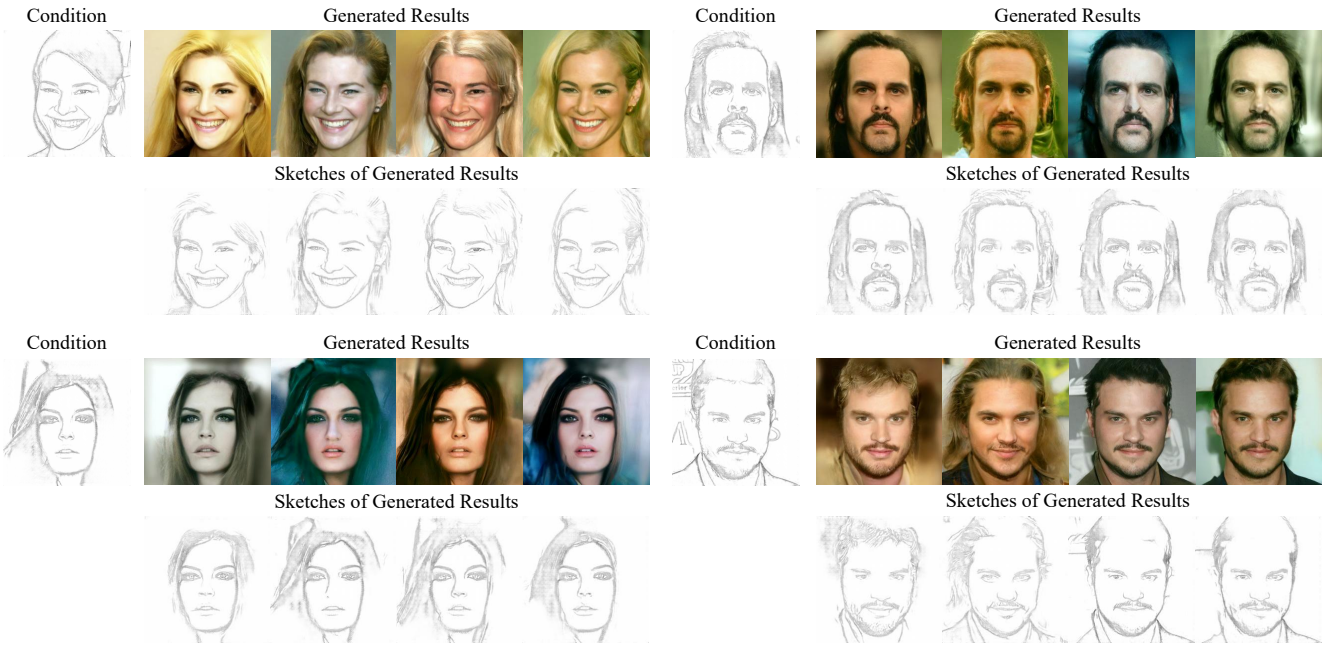 Condition
Generated Results
Condition
Generated Results
Sketches of Generated Results
Sketches of Generated Results
Condition
Generated Results
Condition
Generated Results
Sketches of Generated Results
Sketches of Generated Results